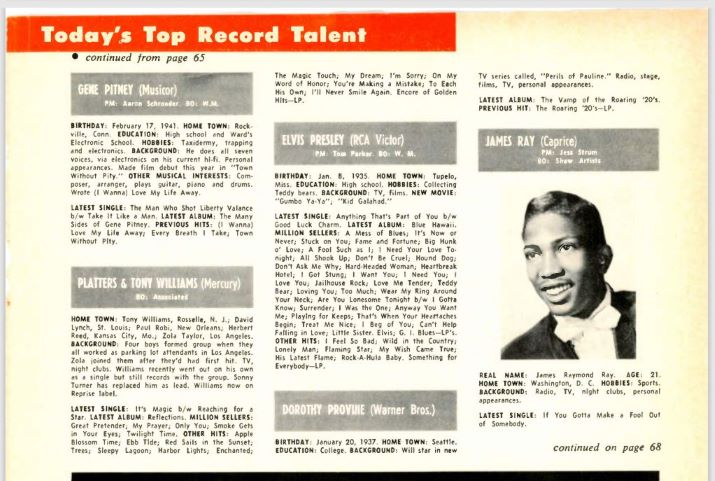 Today's Top Record Talent
• continued from page 65
GENE PITNEY (Musicor)
PM: Aaron Schroeder. BO: W.M.
BIRTHDAY: February 17, 1941. HOME TOWN: Rock-
ville, Conn. EDUCATION: High school and Ward's
Electronic School. HOBBIES: Taxidermy, trapping
and electronics. BACKGROUND: He does all seven
voices, via electronics on his current hi-fi. Personal
appearances. Made film debut this year in "Town
Without Pity." OTHER MUSICAL INTERESTS: Com-
poser, arranger, plays guitar, piano and drums.
Wrote (I Wanna) Love My Life Away.
LATEST SINGLE: The Man Who Shot Liberty Valance
b/w Take It Like a Man. LATEST ALBUM: The Many
Sides of Gene Pitney. PREVIOUS HITS: (I Wanna)
Love My Life Away; Every Breath I Take; Town
Without Pity.
PLATTERS & TONY WILLIAMS (Mercury)
BO: Associated
HOME TOWN: Tony Williams, Rosselle, N. J.; David
Lynch, St. Louis; Paul Robi, New Orleans; Herbert
Reed, Kansas City, Mo.; Zola Taylor, Los Angeles.
BACKGROUND: Four boys formed group when they
all worked as parking lot attendants in Los Angeles.
Zola joined them after they'd had first hit. TV,
night clubs. Williams recently went out on his own
as a single but still records with the group. Sonny
Turner has replaced him as lead. Williams now on
Reprise label.
LATEST SINGLE: It's Magic b/w Reaching for a
Star. LATEST ALBUM: Reflections. MILLION SELLERS:
Great Pretender; My Prayer; Only You; Smoke Gets
in Your Eyes; Twilight Time. OTHER HITS: Apple
Blossom Time; Ebb Tide; Red Sails in the Sunset;
Trees; Sleepy Lagoon; Harbor Lights; Enchanted;
The Magic Touch; My Dream; I'm Sorry; On My
Word of Honor; You're Making a Mistake; To Each
His Own; I'll Never Smile Again. Encore of Golden
Hits—LP.
ELVIS PRESLEY (RCA Victor)
PM: Tom Parker. BO: W. M.
BIRTHDAY: Jan. 8, 1935. HOME TOWN: Tupelo,
Miss. EDUCATION: High school. HOBBIES: Collecting
Teddy bears. BACKGROUND: TV, films. NEW MOVIE:
"Gumbo Ya-Ya"; "Kid Galahad."
LATEST SINGLE: Anything That's Part of You b/w
Good Luck Charm. LATEST ALBUM: Blue Hawaii.
MILLION SELLERS: A Mess of Blues; It's Now or
Never; Stuck on You; Fame and Fortune; Big Hunk
o' Love; A Fool Such as I; I Need Your Love To-
night; All Shook Up; Don't Be Cruel; Hound Dog;
Don't Ask Me Why; Hard-Headed Woman; Heartbreak
Hotel; I Got Stung; I Want You; I Need You; I
Love You; Jailhouse Rock; Love Me Tender; Teddy
Bear; Loving You; Too Much; Wear My Ring Around
Your Neck; Are You Lonesome Tonight b/w I Gotta
Know; Surrender; I Was the One; Anyway You Want
Me; Playing for Keeps; That's When Your Heartaches
Begin; Treat Me Nice; I Beg of You; Can't Help
Falling in Love; Little Sister. Elvis; G. I. Blues—LP's.
OTHER HITS: I Feel So Bad; Wild in the Country;
Lonely Man; Flaming Star; My Wish Came True;
His Latest Flame; Rock-A-Hula Baby. Something for
Everybody—LP.
DOROTHY PROVINE (Warner Bros.)
BIRTHDAY: January 20, 1937. HOME TOWN: Seattle.
EDUCATION: College. BACKGROUND: Will star in new
TV series called, "Perils of Pauline." Radio, stage,
films, TV, personal appearances.
LATEST ALBUM: The Vamp of the Roaring '20's.
PREVIOUS HIT: The Roaring '20's—LP.
JAMES RAY (Caprice)
PM: Jess Strum
BO: Shaw Artists
REAL NAME: James Raymond Ray. AGE: 21.
HOME TOWN: Washington, D. C. HOBBIES: Sports.
BACKGROUND: Radio, TV, night clubs, personal
appearances.
LATEST SINGLE: If You Gotta Make a Fool Out
of Somebody.
continued on page 68